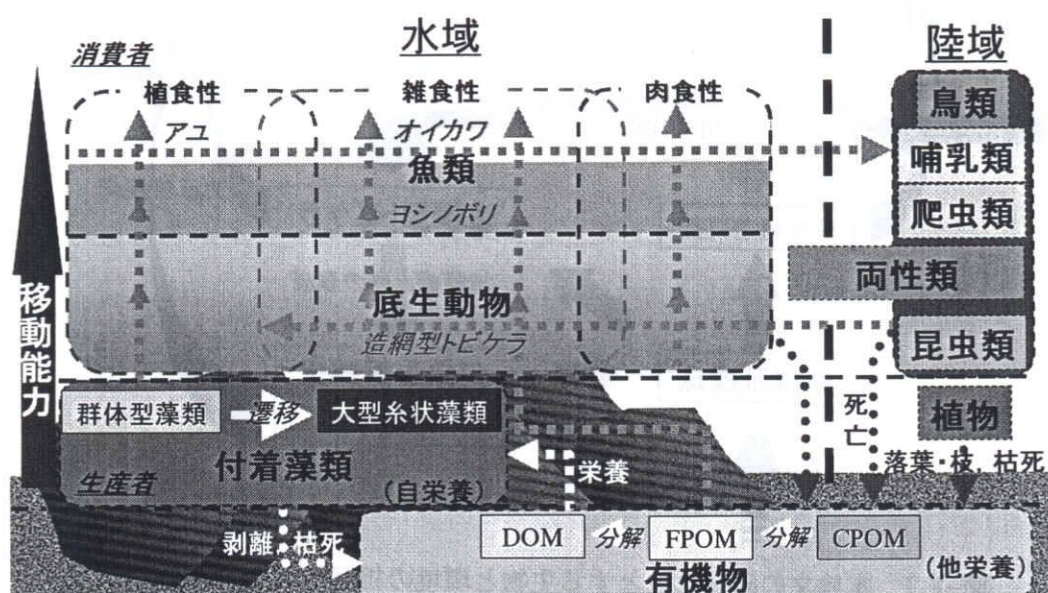 水域
陸域
消費者
植食性
雑食性
肉食性
アユ
オイカワ
魚類
ヨシノボリ
底生動物
造網型トビケラ
鳥類
哺乳類
爬虫類
両性類
昆虫類
植物
移動能力
群体型藻類
遷移
大型糸状藻類
付着藻類
生産者
(自栄養)
栄養
死亡
落葉・枝, 枯死
剥離, 枯死
DOM
分解
FPOM
分解
CPOM
有機物
(他栄養)